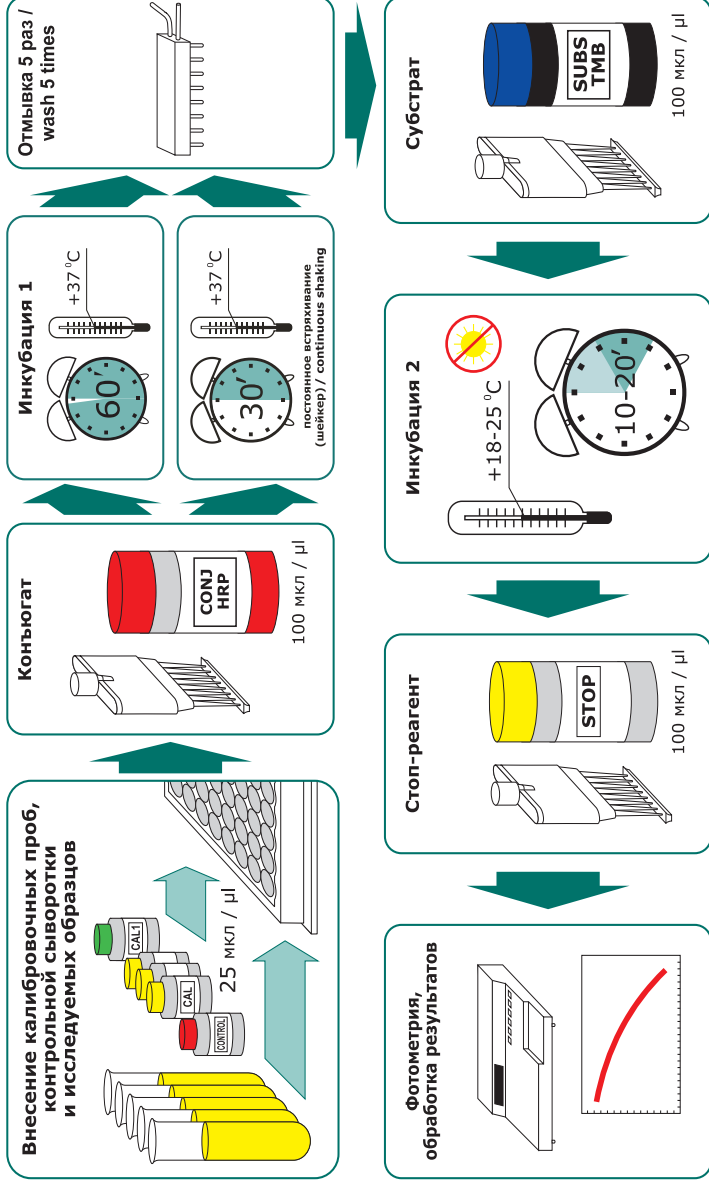 Внесение калибровочных проб,
контрольной сыворотки
и исследуемых образцов
CAL1
CAL
CONTROL
25 мкл / µl
Конъюгат
CONJ
HRP
100 мкл / µl
Инкубация 1
60′
+37 ⁰C
30′
+37 ⁰C
постоянное встряхивание
(шейкер) / continuous shaking
Отмывка 5 раз /
wash 5 times
Субстрат
SUBS
TMB
100 мкл / µl
Инкубация 2
+18-25 ⁰C
10-20′
Стоп-реагент
STOP
100 мкл / µl
Фотометрия,
обработка результатов